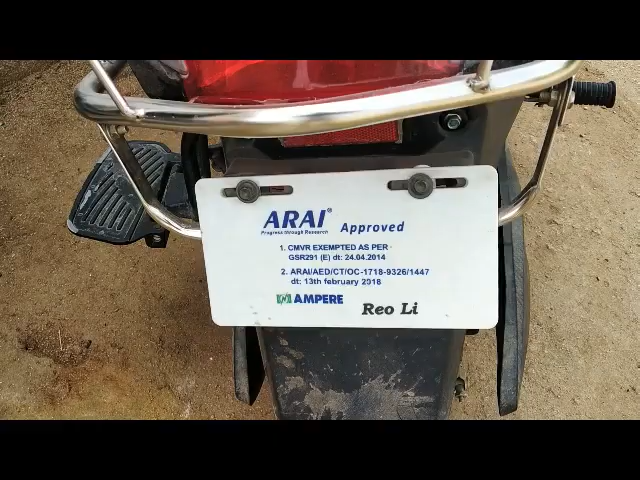 ARAI® Approved
Progress through Research
1. CMVR EXEMPTED AS PER
GSR291 (E) dt: 24.04.2014
2. ARAI/AED/CT/OC-1718-9326/1447
dt: 13th february 2018
AMPERE Reo Li